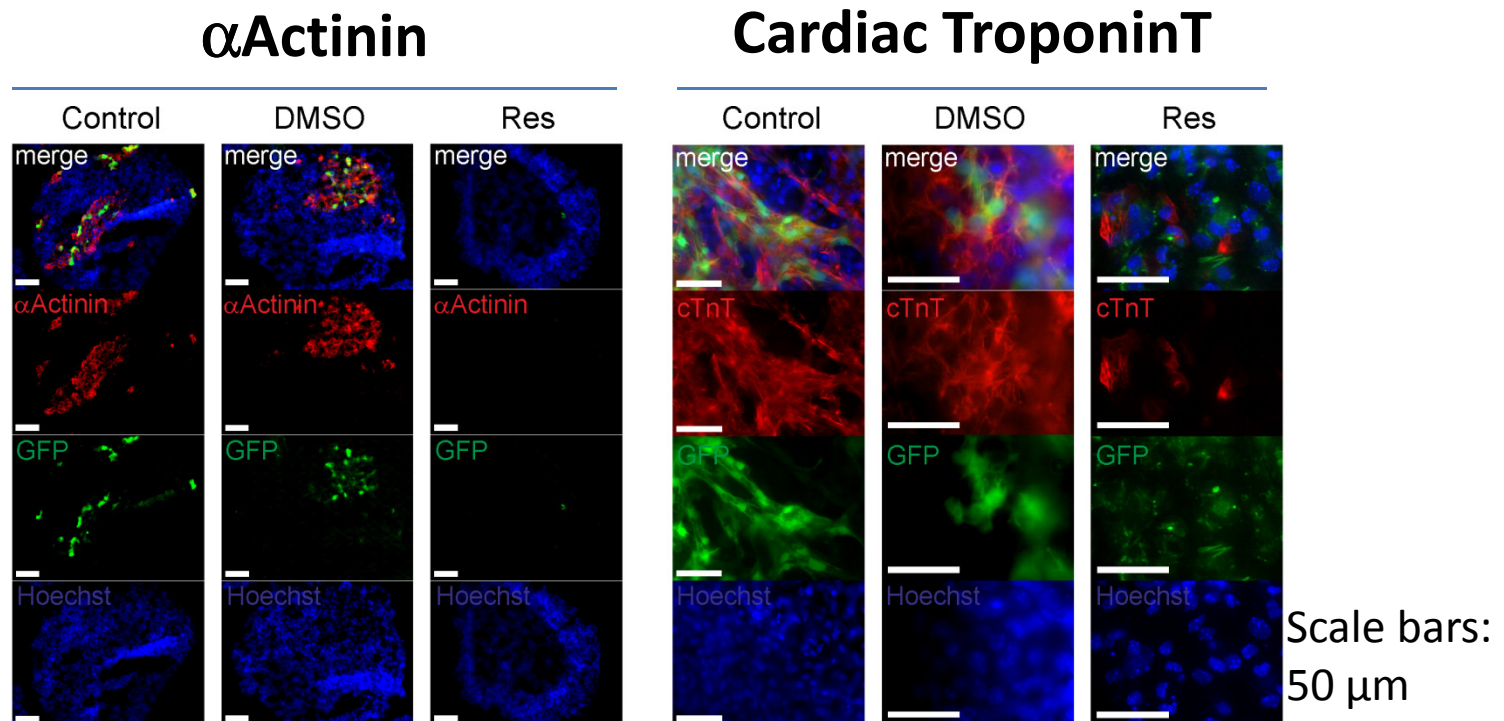 αActinin
Cardiac TroponinT
Control DMSO Res
Control DMSO Res
merge merge merge
merge merge merge
αActinin αActinin αActinin
cTnT cTnT cTnT
GFP GFP GFP
GFP GFP GFP
Hoechst Hoechst Hoechst
Hoechst Hoechst Hoechst
Scale bars:
50 µm